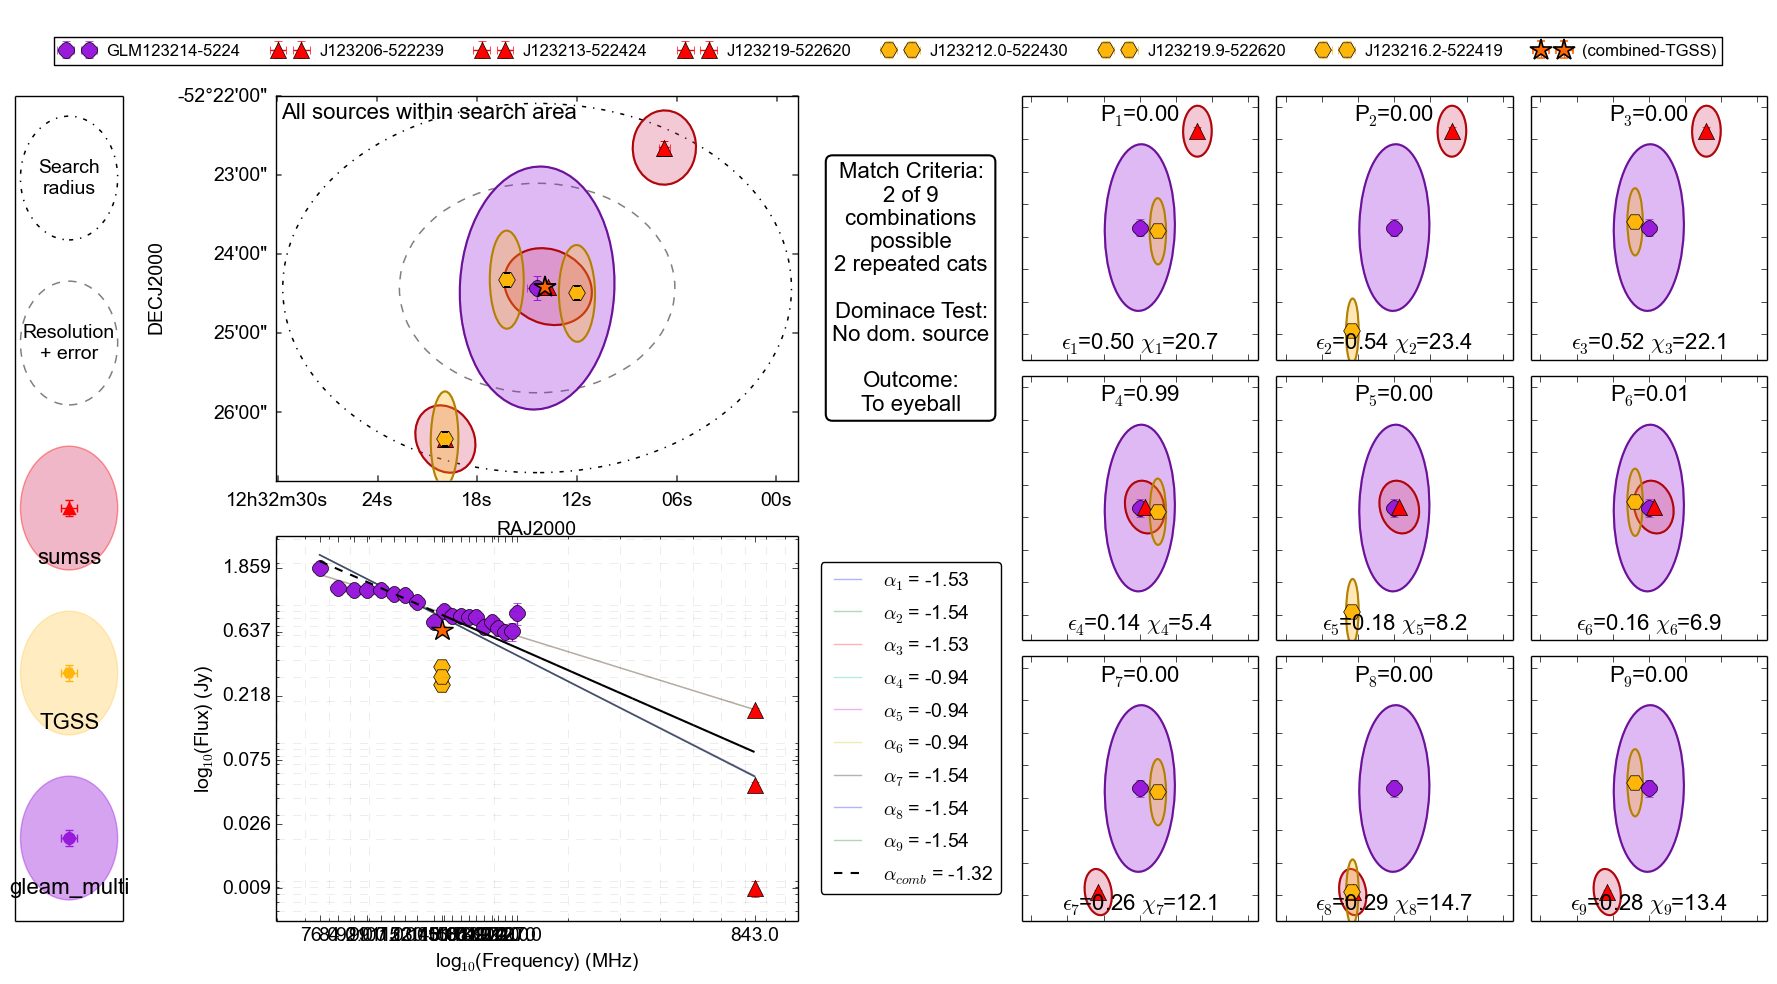 GLM123214-5224 J123206-522239 J123213-522424 J123219-522620 J123212.0-522430 J123219.9-522620 J123216.2-522419 (combined-TGSS)
Search
radius
Resolution
+ error
sumss
TGSS
gleam_multi
All sources within search area
-52°22'00"
23'00"
24'00"
25'00"
26'00"
DECJ2000
12h32m30s 24s 18s 12s 06s 00s
RAJ2000
Match Criteria:
2 of 9
combinations
possible
2 repeated cats
Dominace Test:
No dom. source
Outcome:
To eyeball
1.859
0.637
0.218
0.075
0.026
0.009
log10(Flux) (Jy)
843.0
log10(Frequency) (MHz)
α1 = -1.53
α2 = -1.54
α3 = -1.53
α4 = -0.94
α5 = -0.94
α6 = -0.94
α7 = -1.54
α8 = -1.54
α9 = -1.54
αcomb = -1.32
P1=0.00
ϵ1=0.50 χ1=20.7
P2=0.00
ϵ2=0.54 χ2=23.4
P3=0.00
ϵ3=0.52 χ3=22.1
P4=0.99
ϵ4=0.14 χ4=5.4
P5=0.00
ϵ5=0.18 χ5=8.2
P6=0.01
ϵ6=0.16 χ6=6.9
P7=0.00
ϵ7=0.26 χ7=12.1
P8=0.00
ϵ8=0.29 χ8=14.7
P9=0.00
ϵ9=0.28 χ9=13.4